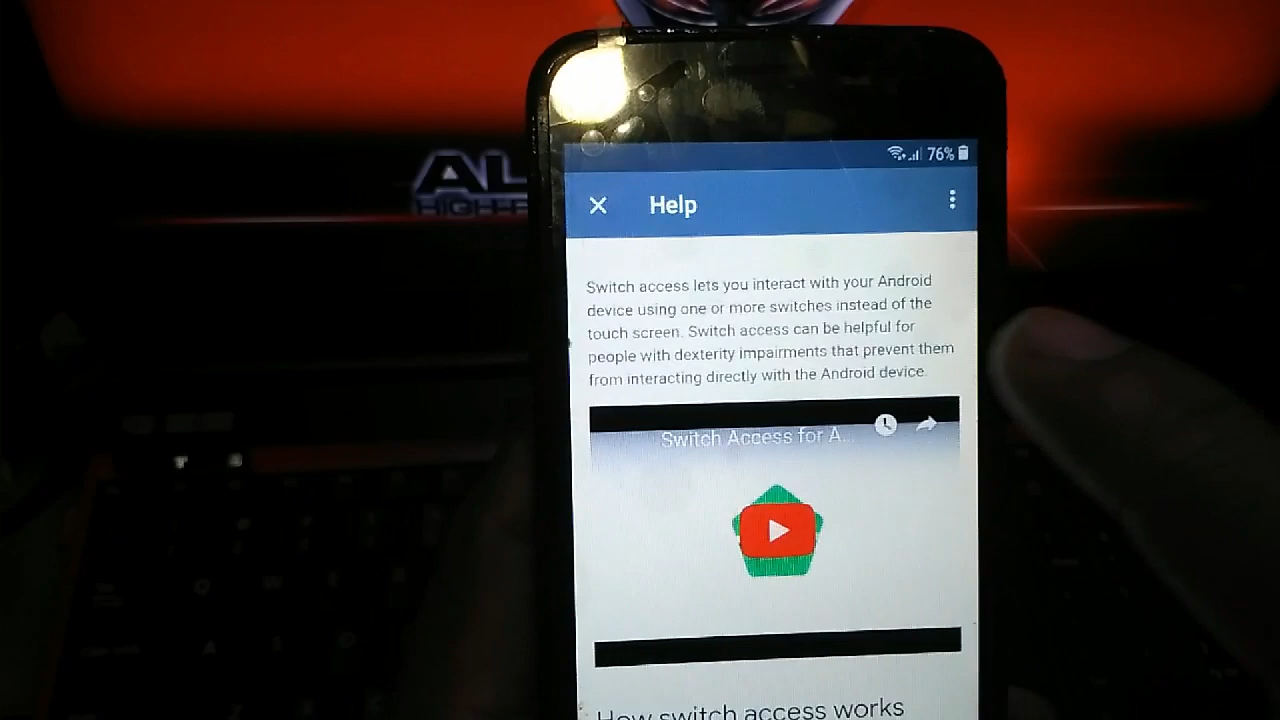 AL
HIGH-P
76%
Help
Switch access lets you interact with your Android
device using one or more switches instead of the
touch screen. Switch access can be helpful for
people with dexterity impairments that prevent them
from interacting directly with the Android device.
Switch Access for A...
How switch access works